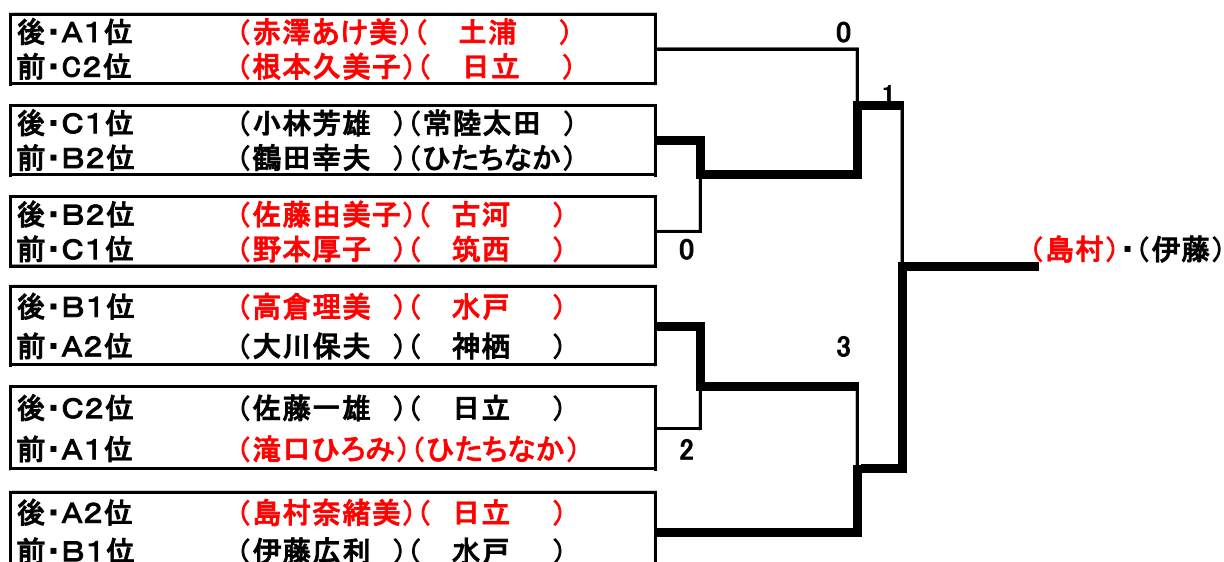 後・A1位 (赤澤あけ美)( 土浦 ) 0
前・C2位 (根本久美子)( 日立 )
1
後・C1位 (小林芳雄 )(常陸太田 )
前・B2位 (鶴田幸夫 )(ひたちなか)
後・B2位 (佐藤由美子)( 古河 )
前・C1位 (野本厚子 )( 筑西 ) 0
(島村)・(伊藤)
後・B1位 (高倉理美 )( 水戸 )
前・A2位 (大川保夫 )( 神栖 ) 3
後・C2位 (佐藤一雄 )( 日立 )
前・A1位 (滝口ひろみ)(ひたちなか) 2
後・A2位 (島村奈緒美)( 日立 )
前・B1位 (伊藤広利 )( 水戸 )